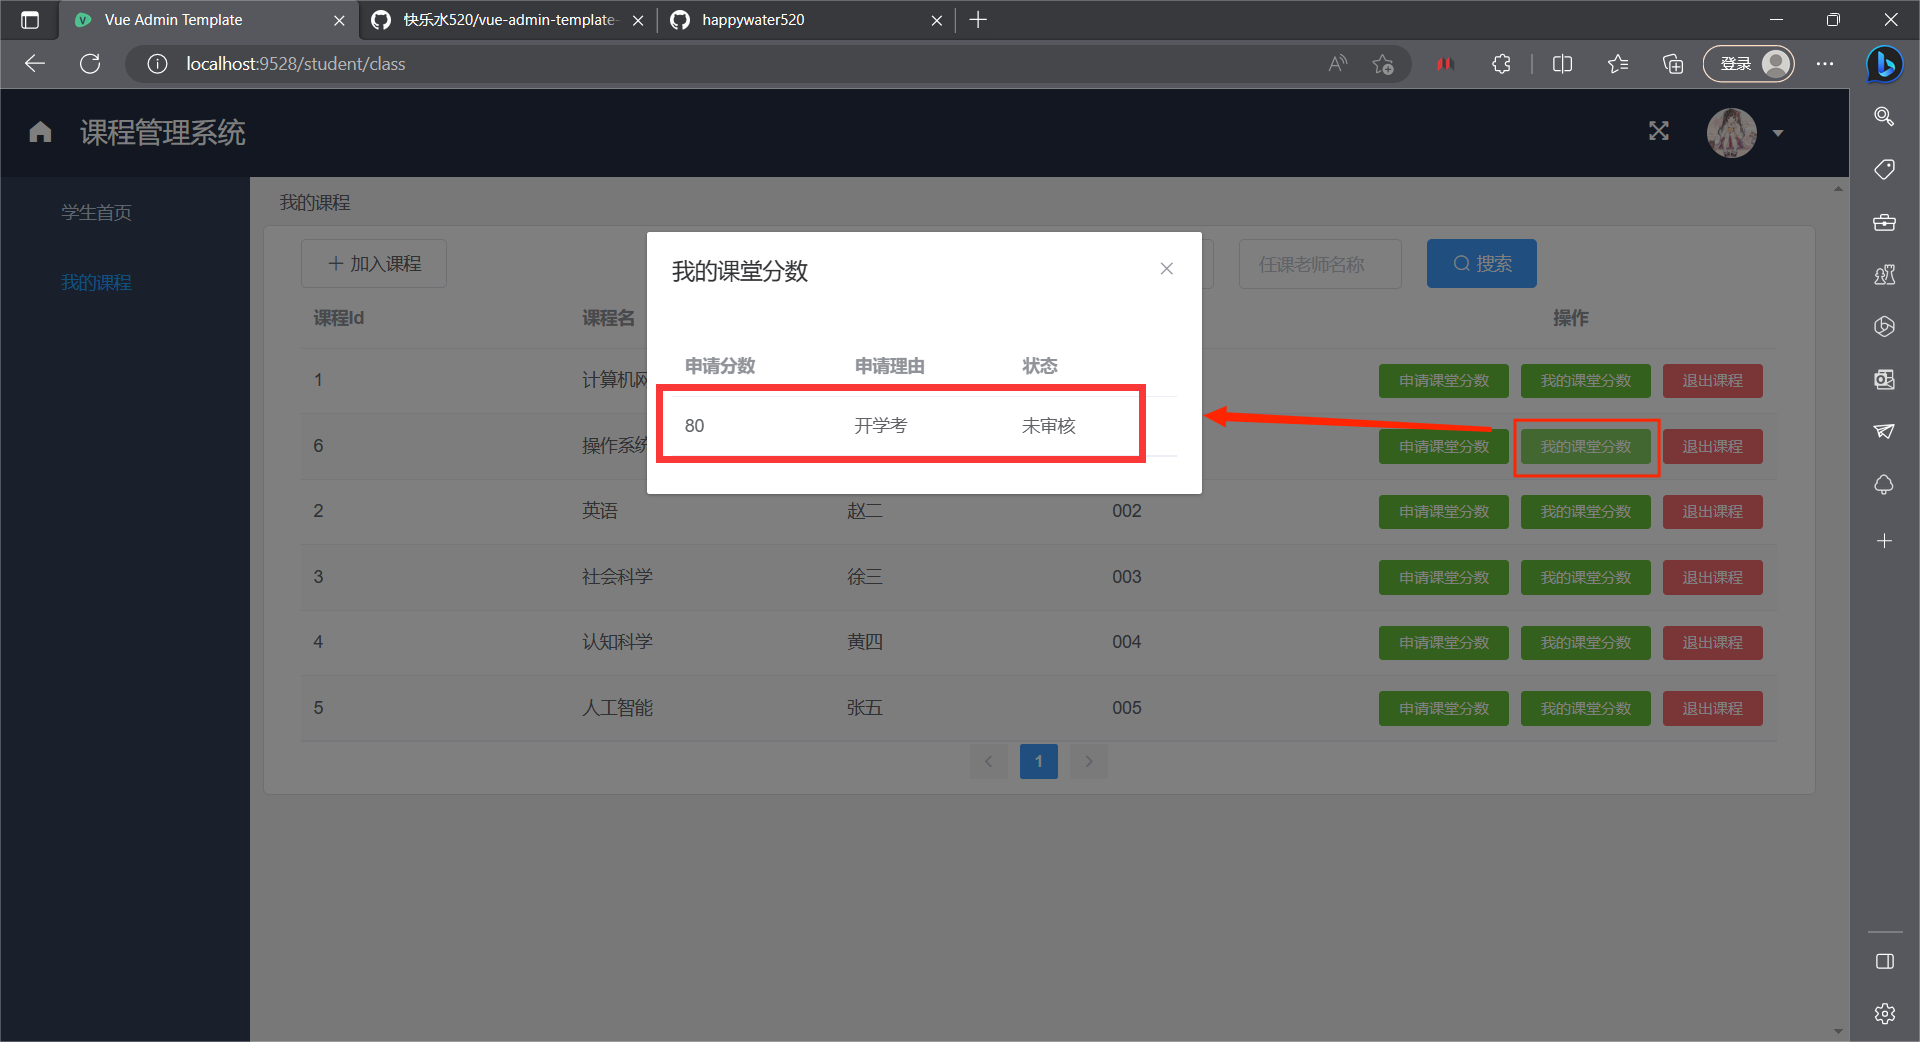 Vue Admin Template
快乐水520/vue-admin-template-
happywater520
localhost:9528/student/class
登录
课程管理系统
学生首页
我的课程
我的课程
加入课程
任课老师名称
搜索
课程Id
课程名
操作
1
计算机网
申请课堂分数
我的课堂分数
退出课程
6
操作系统
申请课堂分数
我的课堂分数
退出课程
2
英语
赵二
002
申请课堂分数
我的课堂分数
退出课程
3
社会科学
徐三
003
申请课堂分数
我的课堂分数
退出课程
4
认知科学
黄四
004
申请课堂分数
我的课堂分数
退出课程
5
人工智能
张五
005
申请课堂分数
我的课堂分数
退出课程
1
我的课堂分数
申请分数
申请理由
状态
80
开学考
未审核